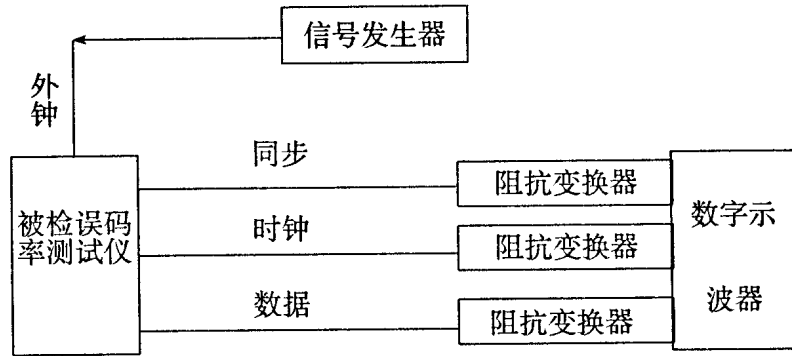 信号发生器
外
钟
同步
阻抗变换器
被检误码
率测试仪
时钟
阻抗变换器
数字示
波器
数据
阻抗变换器